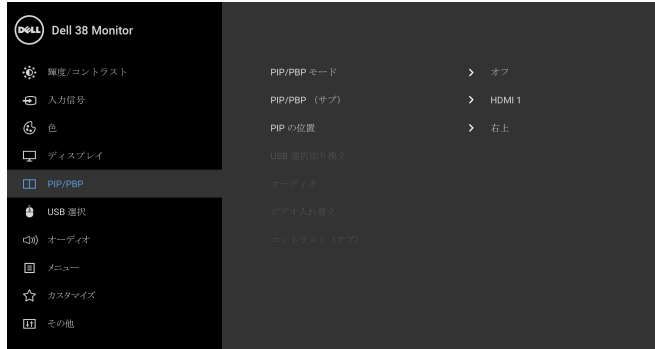 DELL Dell 38 Monitor
輝度/コントラスト
PIP/PBP モード オフ
入力信号
PIP/PBP （サブ） HDMI 1
色
PIP の位置 右上
ディスプレイ
USB 選択切り換え
PIP/PBP
オーディオ
USB 選択
ビデオ入れ替え
オーディオ
コントラスト（サブ）
メニュー
カスタマイズ
その他